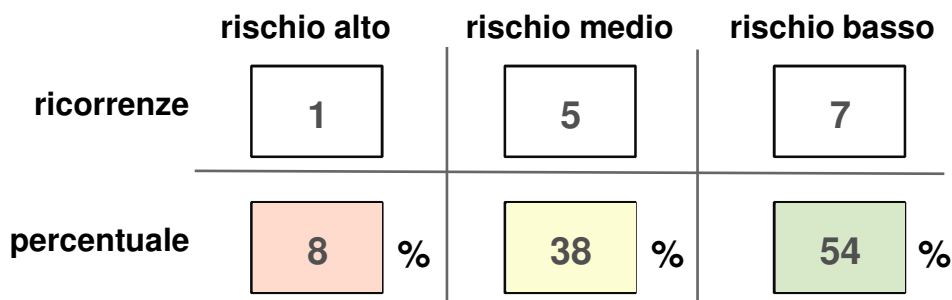 rischio alto rischio medio rischio basso
ricorrenze 1 5 7
percentuale 8 % 38 % 54 %